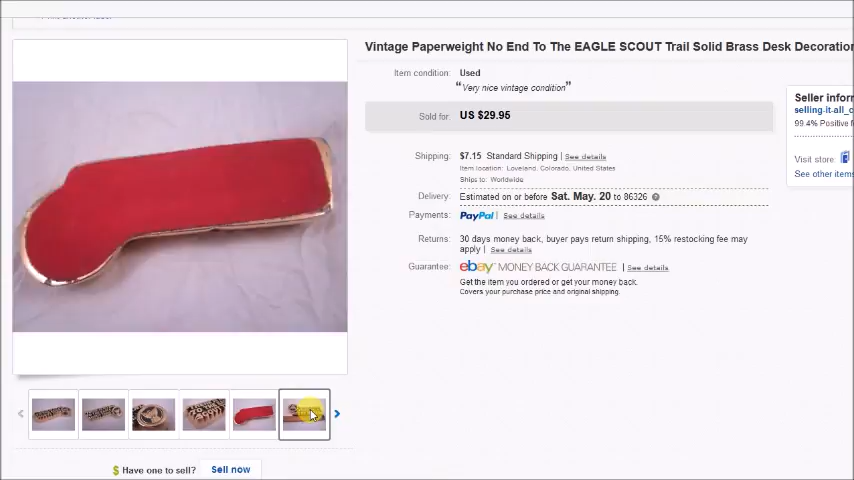 Vintage Paperweight No End To The EAGLE SCOUT Trail Solid Brass Desk Decoration
Item condition: Used
“Very nice vintage condition”
Sold for: US $29.95
Seller infor
selling-it-all_c
99.4% Positive f
Visit store
See other items
Shipping: $7.15 Standard Shipping | See details
Item location: Loveland, Colorado, United States
Ships to: Worldwide
Delivery: Estimated on or before Sat. May. 20 to 86326
Payments: PayPal | See details
Returns: 30 days money back, buyer pays return shipping, 15% restocking fee may
apply | See details
Guarantee: ebay MONEY BACK GUARANTEE | See details
Get the item you ordered or get your money back.
Covers your purchase price and original shipping.
$ Have one to sell? Sell now